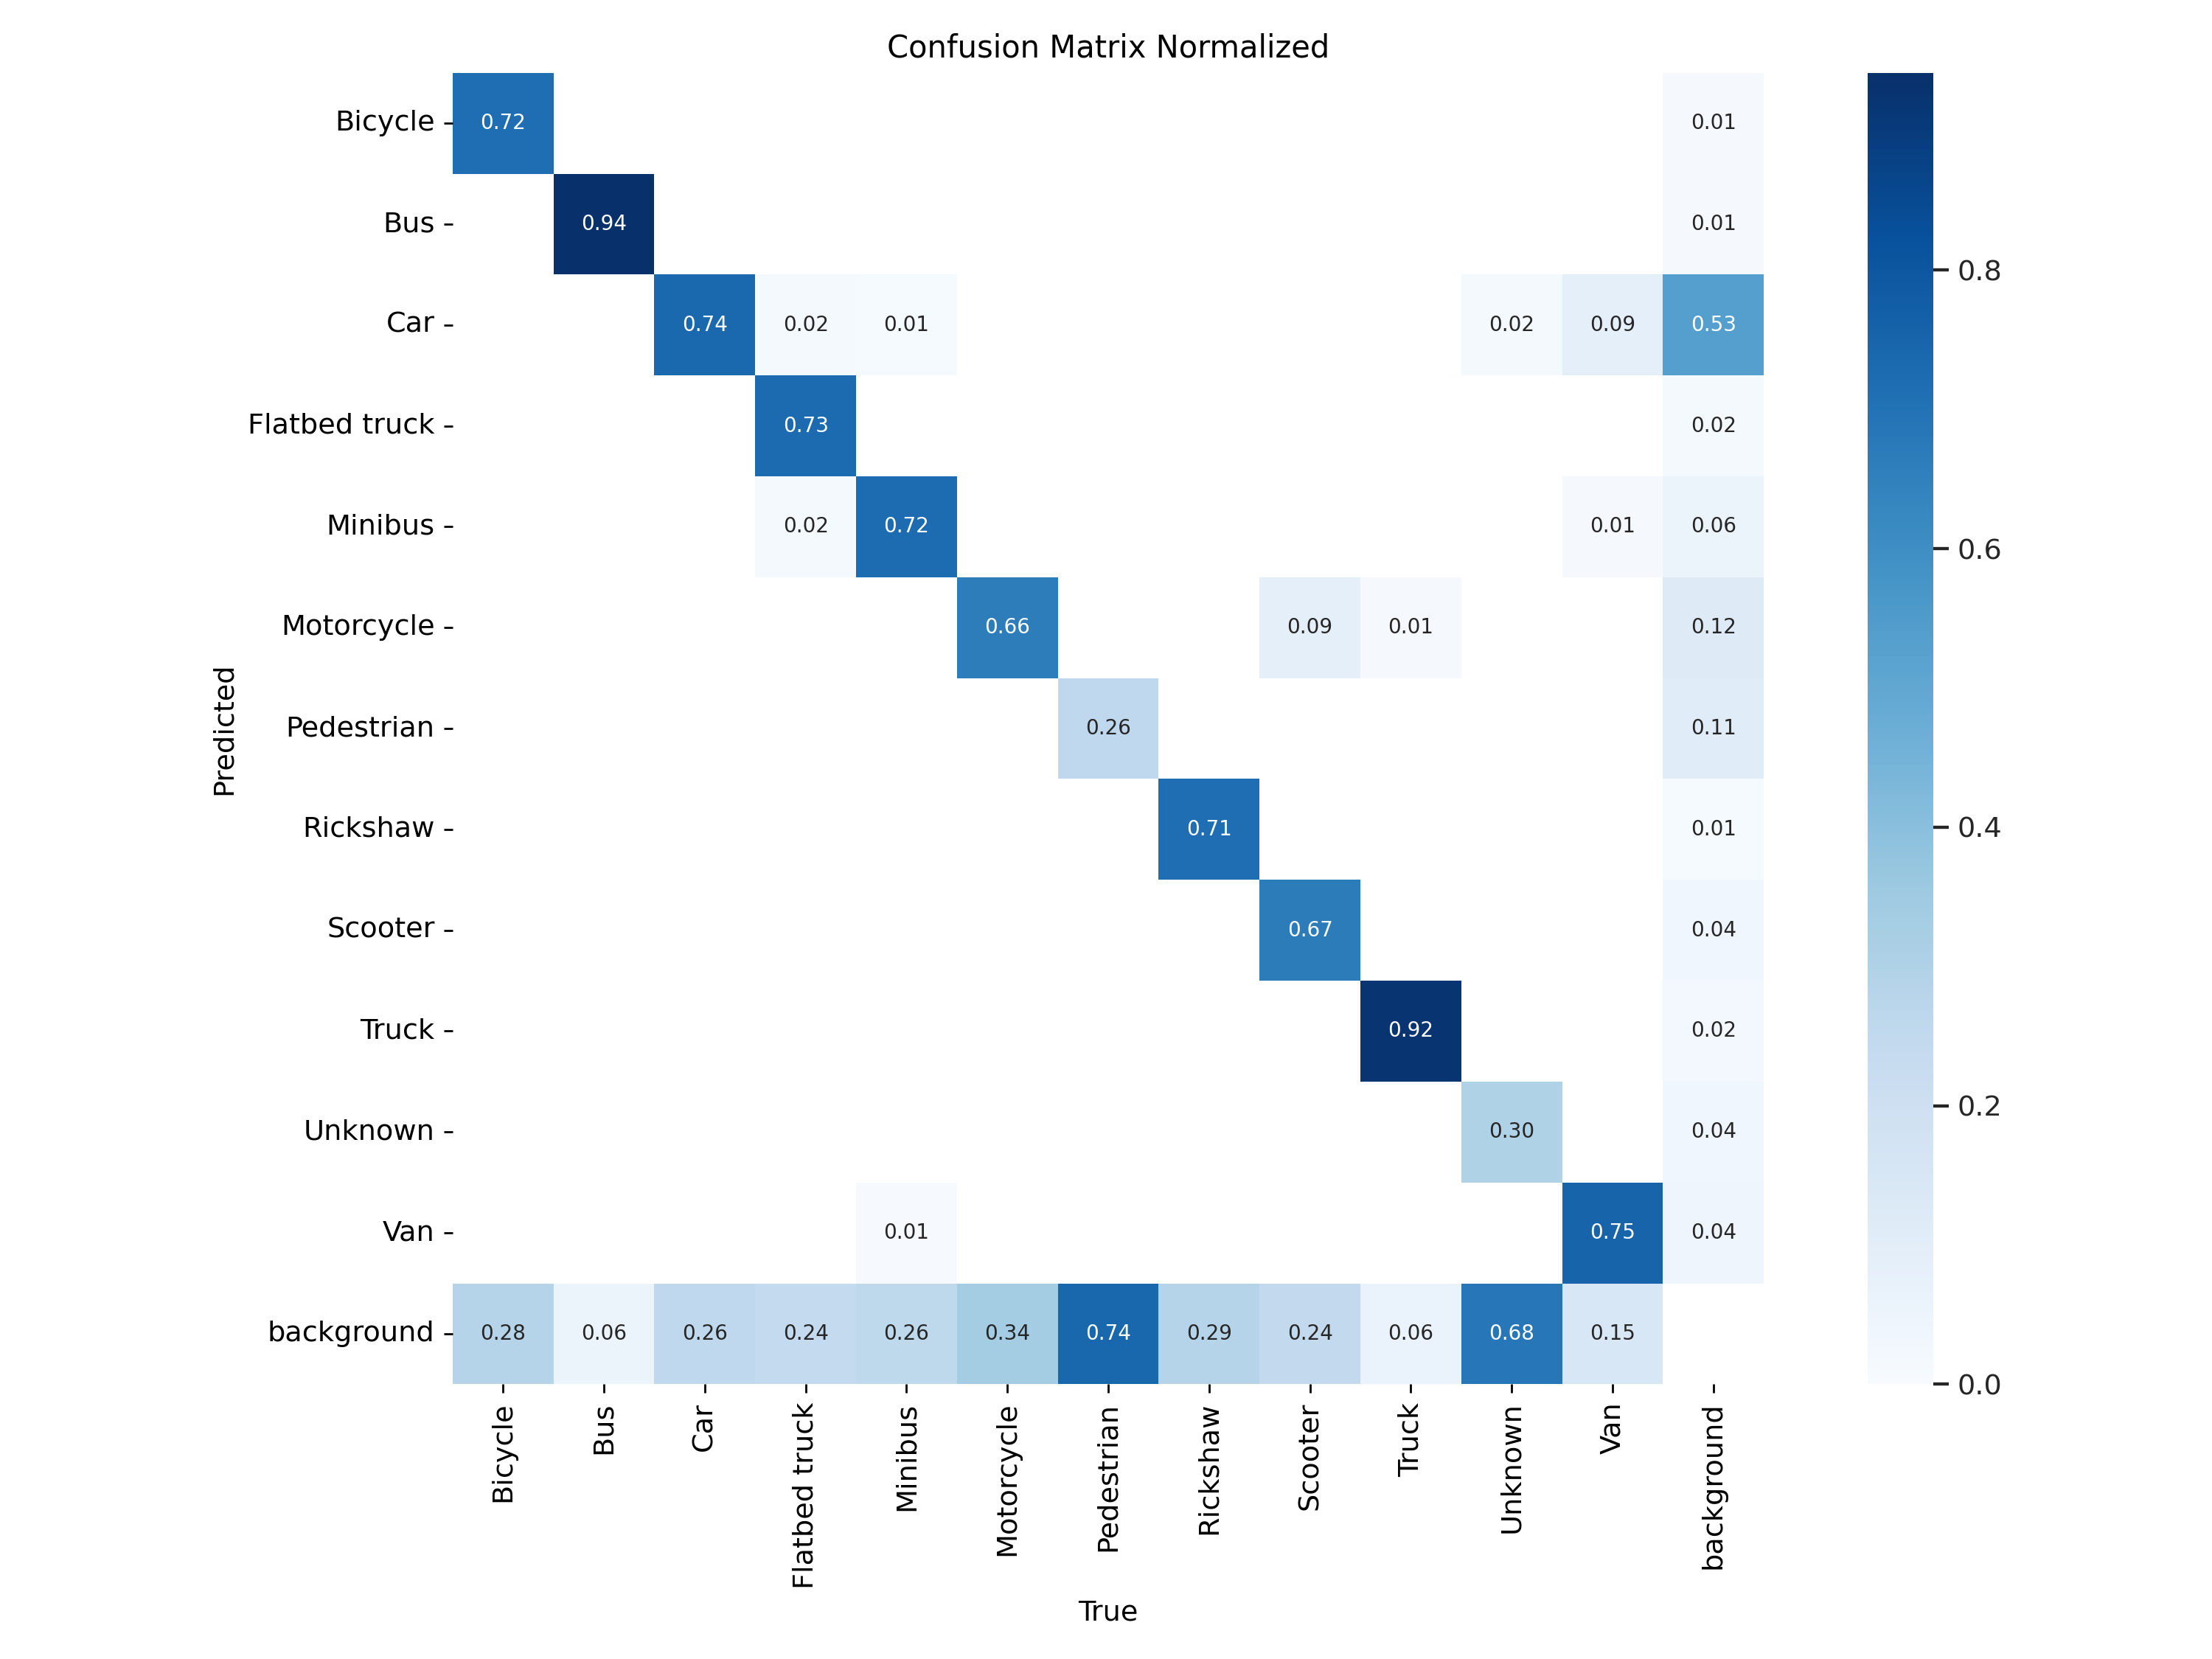 Confusion Matrix Normalized
Bicycle 0.72 0.01
Bus 0.94 0.01
Car 0.74 0.02 0.01 0.02 0.09 0.53
Flatbed truck 0.73 0.02
Minibus 0.02 0.72 0.01 0.06
Motorcycle 0.66 0.09 0.01 0.12
Pedestrian 0.26 0.11
Rickshaw 0.71 0.01
Scooter 0.67 0.04
Truck 0.92 0.02
Unknown 0.30 0.04
Van 0.01 0.75 0.04
background 0.28 0.06 0.26 0.24 0.26 0.34 0.74 0.29 0.24 0.06 0.68 0.15
Predicted
Bicycle
Bus
Car
Flatbed truck
Minibus
Motorcycle
Pedestrian
Rickshaw
Scooter
Truck
Unknown
Van
background
True
0.8
0.6
0.4
0.2
0.0